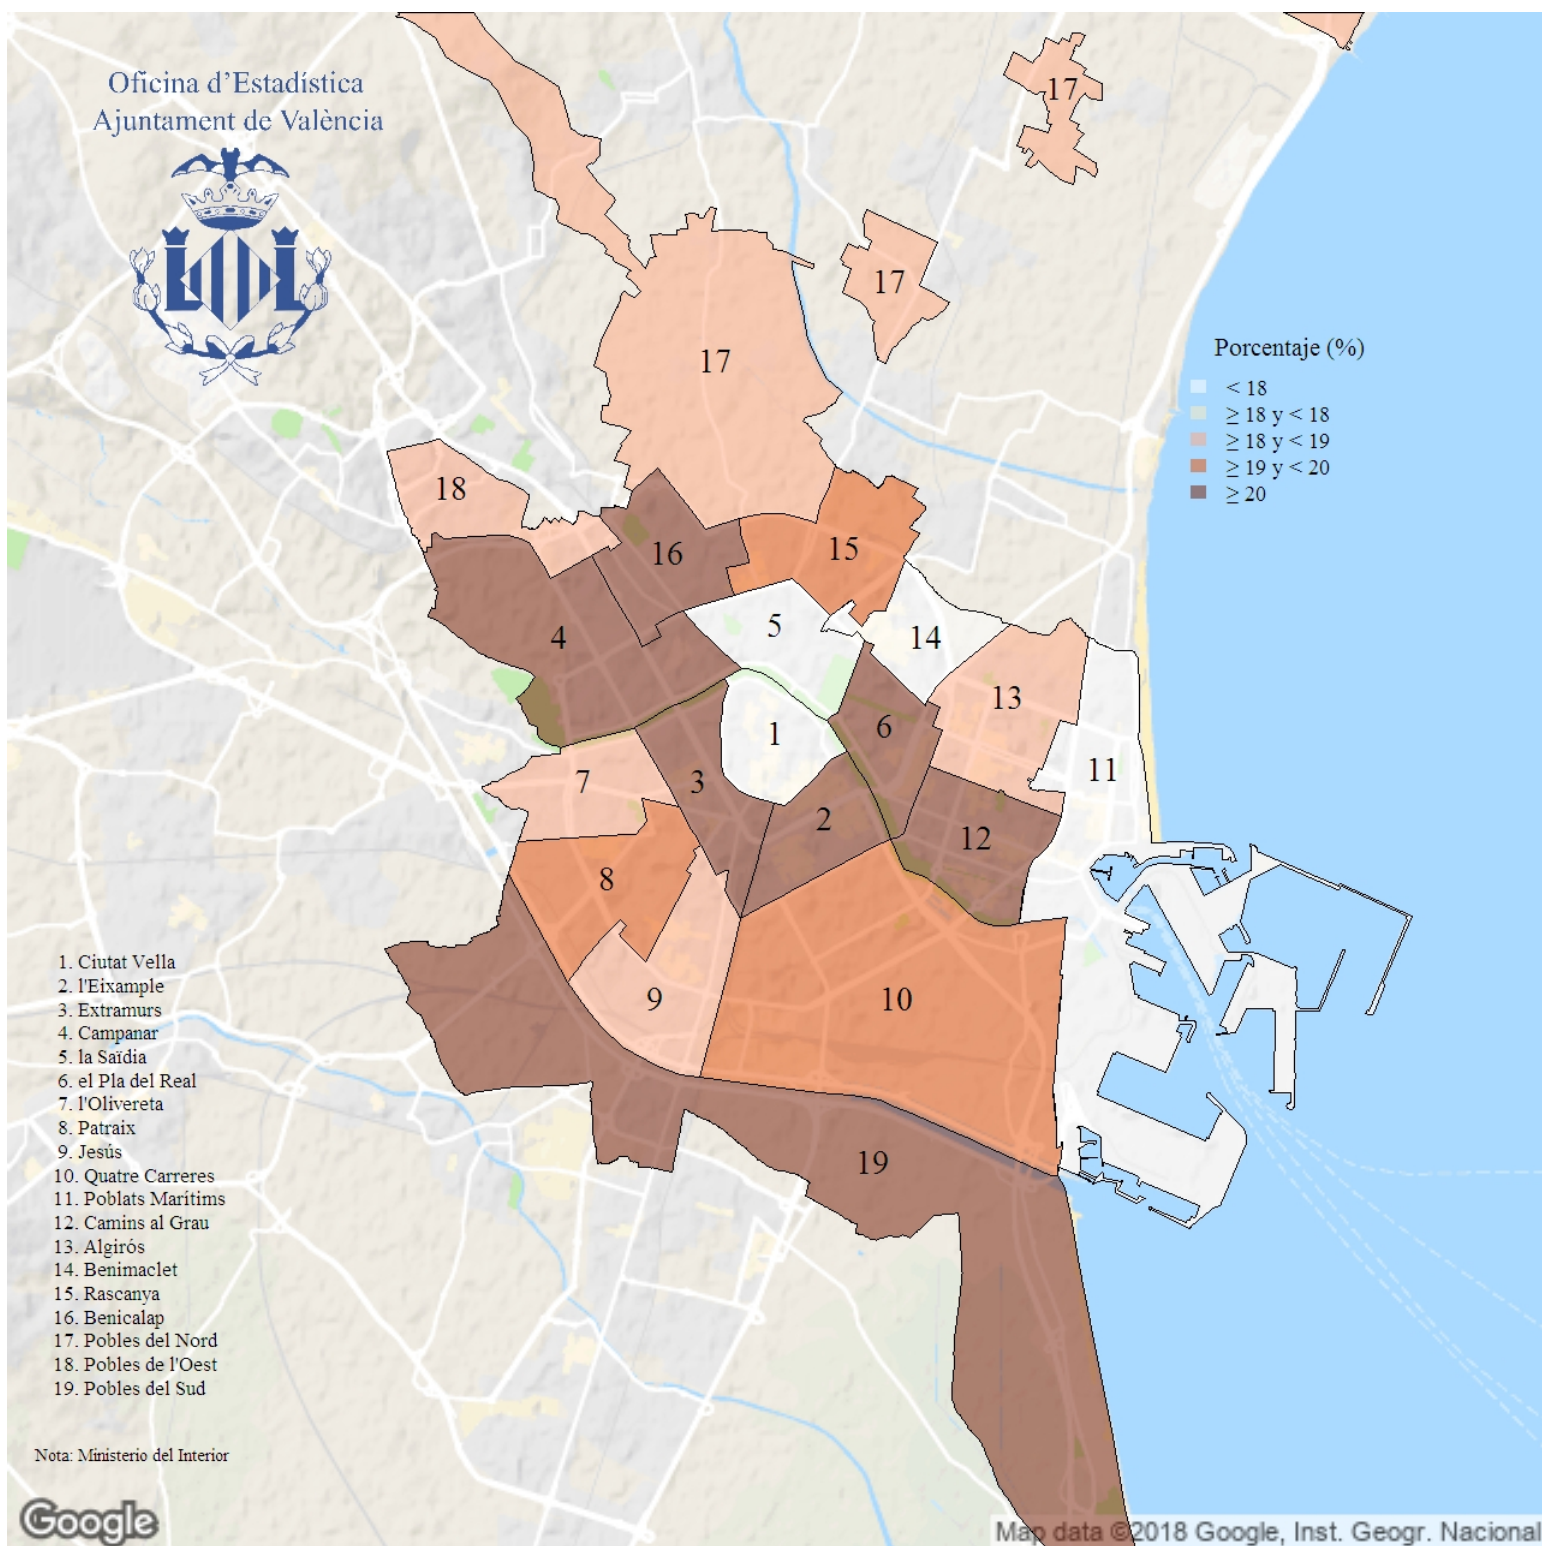 Oficina d'Estadística
Ajuntament de València
17
17
17
Porcentaje (%)
< 18
≥ 18 y < 18
≥ 18 y < 19
≥ 19 y < 20
≥ 20
18
16
15
5
14
4
13
6
1
11
7
3
2
12
8
9
10
19
1. Ciutat Vella
2. l'Eixample
3. Extramurs
4. Campanar
5. la Saïdia
6. el Pla del Real
7. l'Olivereta
8. Patraix
9. Jesús
10. Quatre Carreres
11. Poblats Marítims
12. Camins al Grau
13. Algirós
14. Benimaclet
15. Rascanya
16. Benicalap
17. Pobles del Nord
18. Pobles de l'Oest
19. Pobles del Sud
Nota: Ministerio del Interior
Google
Map data ©2018 Google, Inst. Geogr. Nacional